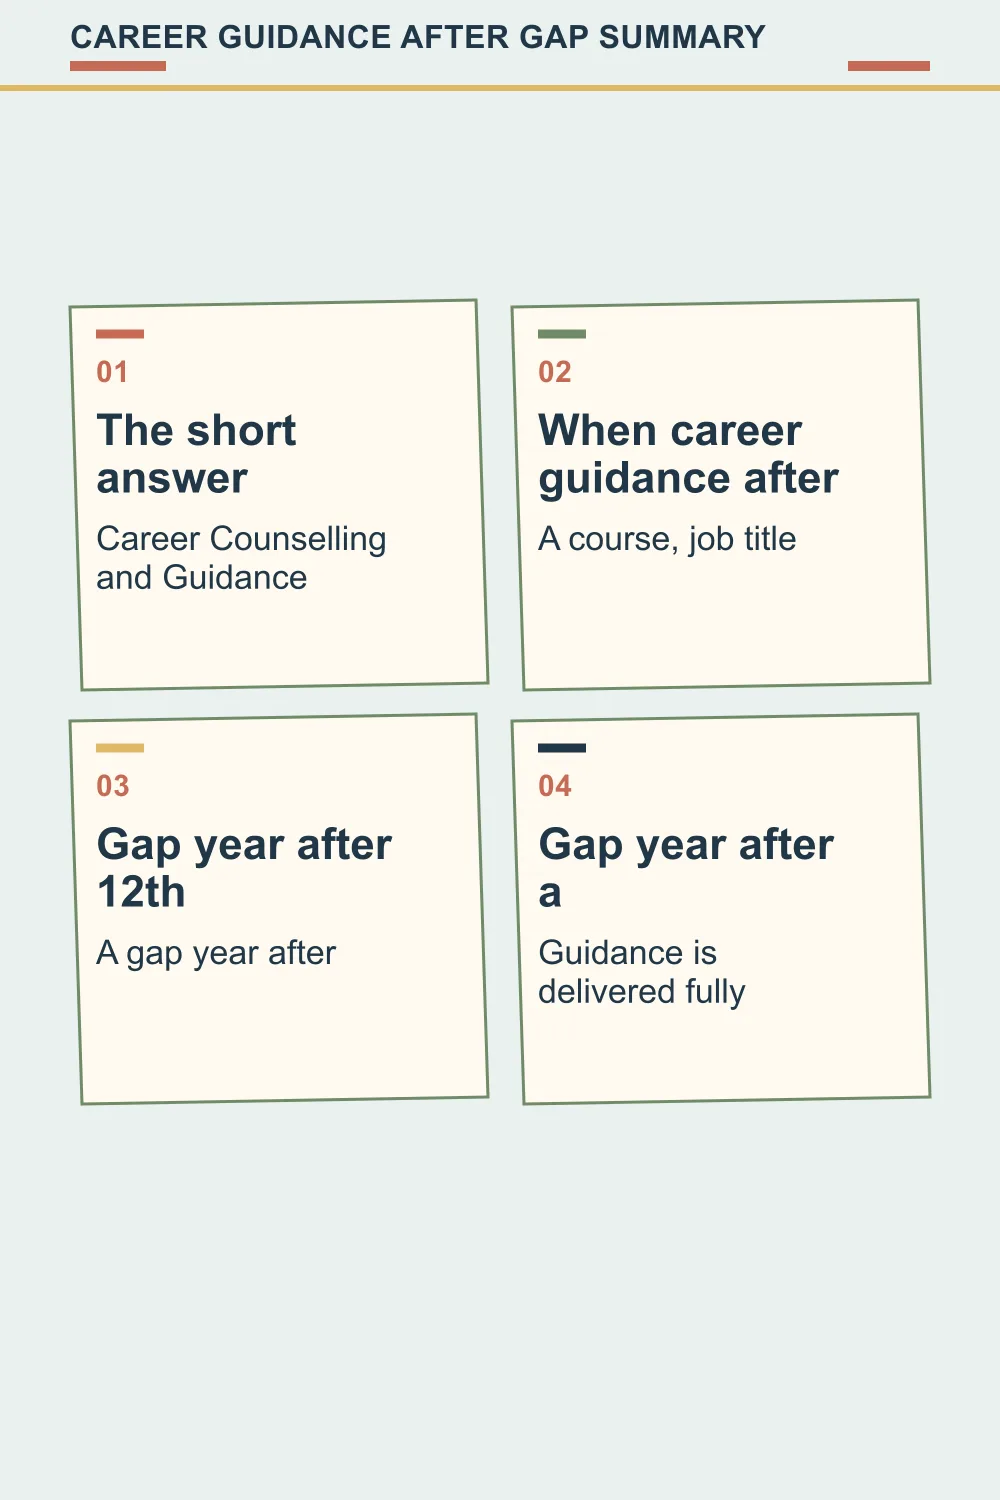 CAREER GUIDANCE AFTER GAP SUMMARY
01
The short
answer
Career Counselling
and Guidance
02
When career
guidance after
A course, job title
03
Gap year after
12th
A gap year after
04
Gap year after
a
Guidance is
delivered fully